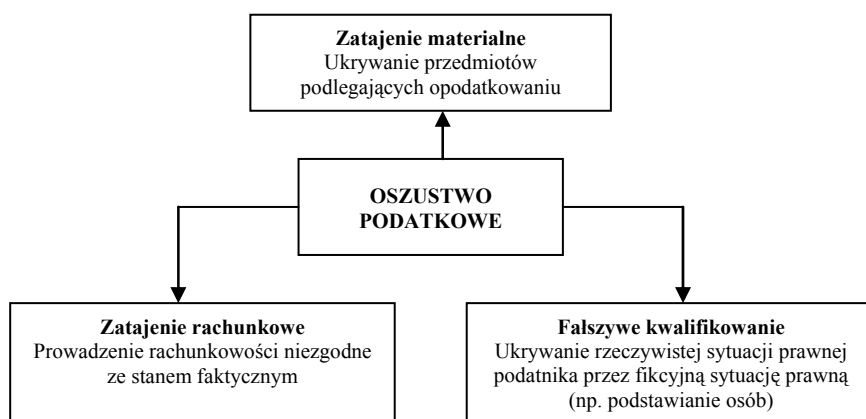 Zatajenie materialne
Ukrywanie przedmiotów
podlegających opodatkowaniu
OSZUSTWO
PODATKOWE
Zatajenie rachunkowe
Prowadzenie rachunkowości niezgodne
ze stanem faktycznym
Fałszywe kwalifikowanie
Ukrywanie rzeczywistej sytuacji prawnej
podatnika przez fikcyjną sytuację prawną
(np. podstawianie osób)